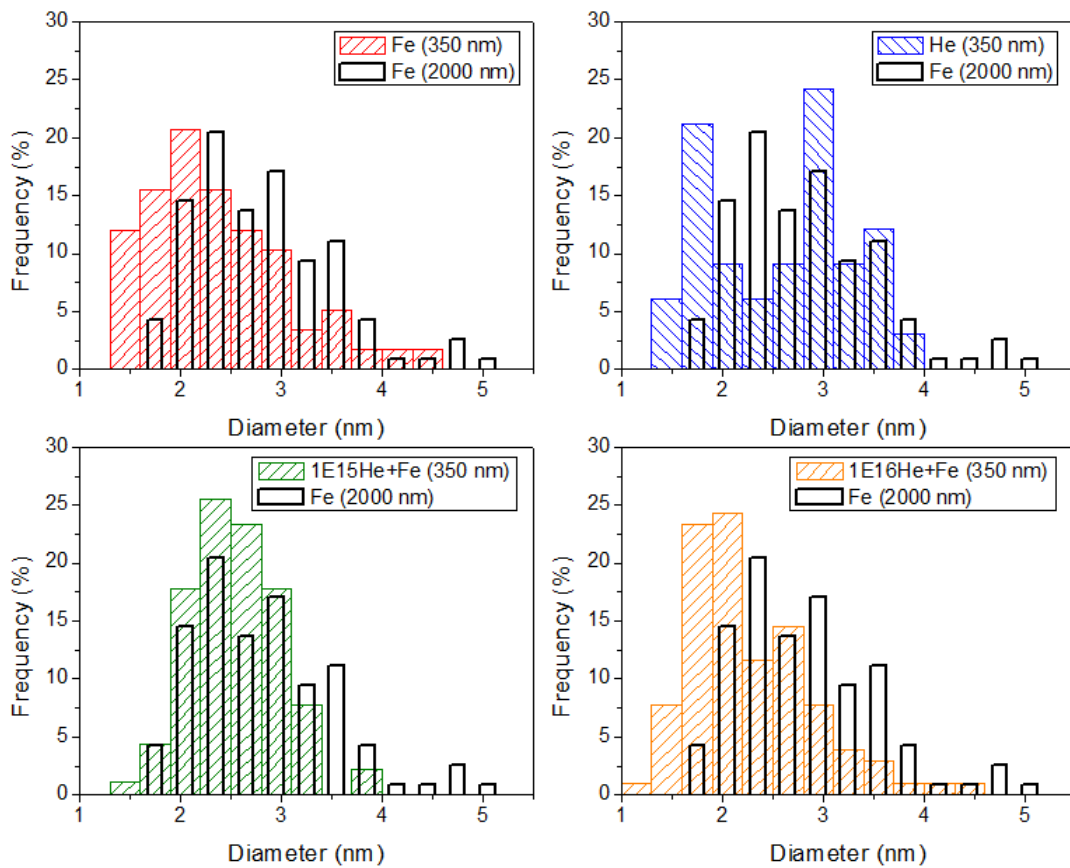 30
25
20
15
10
5
0
Frequency (%)
Fe (350 nm)
Fe (2000 nm)
1 2 3 4 5
Diameter (nm)
30
25
20
15
10
5
0
Frequency (%)
He (350 nm)
Fe (2000 nm)
1 2 3 4 5
Diameter (nm)
30
25
20
15
10
5
0
Frequency (%)
1E15He+Fe (350 nm)
Fe (2000 nm)
1 2 3 4 5
Diameter (nm)
30
25
20
15
10
5
0
Frequency (%)
1E16He+Fe (350 nm)
Fe (2000 nm)
1 2 3 4 5
Diameter (nm)